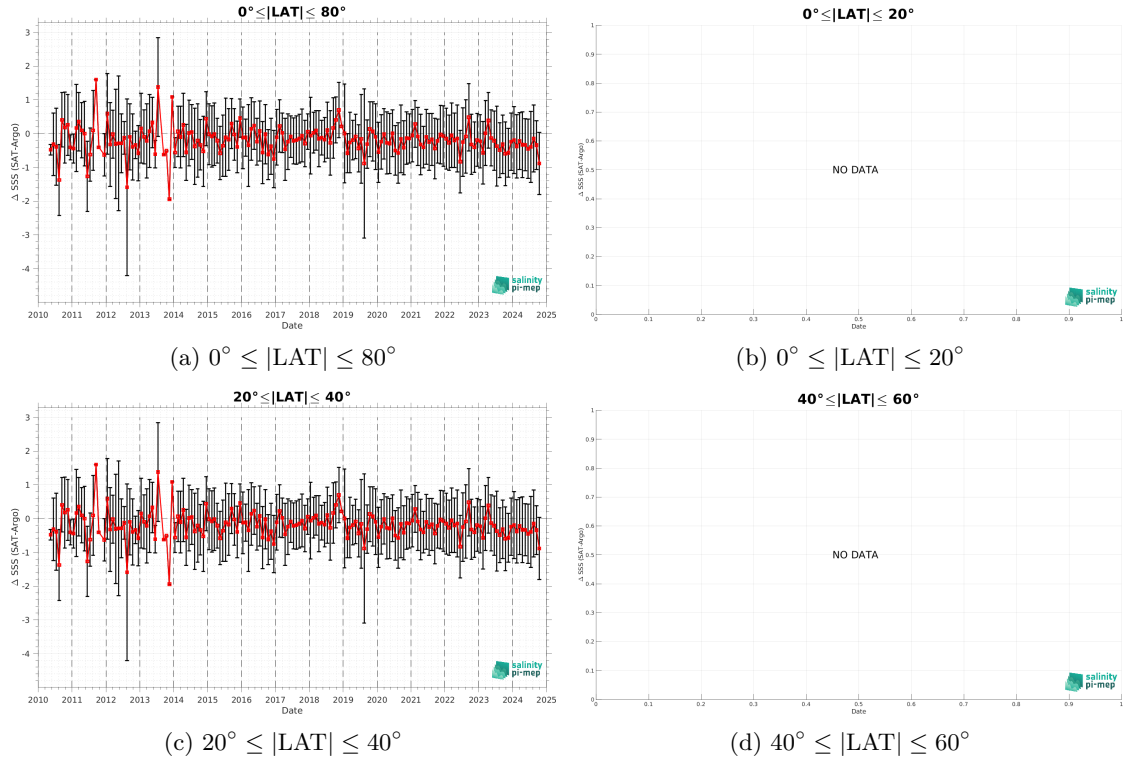 0°≤|LAT|≤ 80°
3
2
1
0
-1
-2
-3
-4
Δ SSS (SAT-Argo)
2010 2011 2012 2013 2014 2015 2016 2017 2018 2019 2020 2021 2022 2023 2024 2025
Date
salinity
pi-mep
(a) 0° ≤ |LAT| ≤ 80°
0°≤|LAT|≤ 20°
1
0.9
0.8
0.7
0.6
0.5
0.4
0.3
0.2
0.1
0
Δ SSS (SAT-Argo)
NO DATA
0 0.1 0.2 0.3 0.4 0.5 0.6 0.7 0.8 0.9 1
Date
salinity
pi-mep
(b) 0° ≤ |LAT| ≤ 20°
20°≤|LAT|≤ 40°
3
2
1
0
-1
-2
-3
-4
Δ SSS (SAT-Argo)
2010 2011 2012 2013 2014 2015 2016 2017 2018 2019 2020 2021 2022 2023 2024 2025
Date
salinity
pi-mep
(c) 20° ≤ |LAT| ≤ 40°
40°≤|LAT|≤ 60°
1
0.9
0.8
0.7
0.6
0.5
0.4
0.3
0.2
0.1
0
Δ SSS (SAT-Argo)
NO DATA
0 0.1 0.2 0.3 0.4 0.5 0.6 0.7 0.8 0.9 1
Date
salinity
pi-mep
(d) 40° ≤ |LAT| ≤ 60°